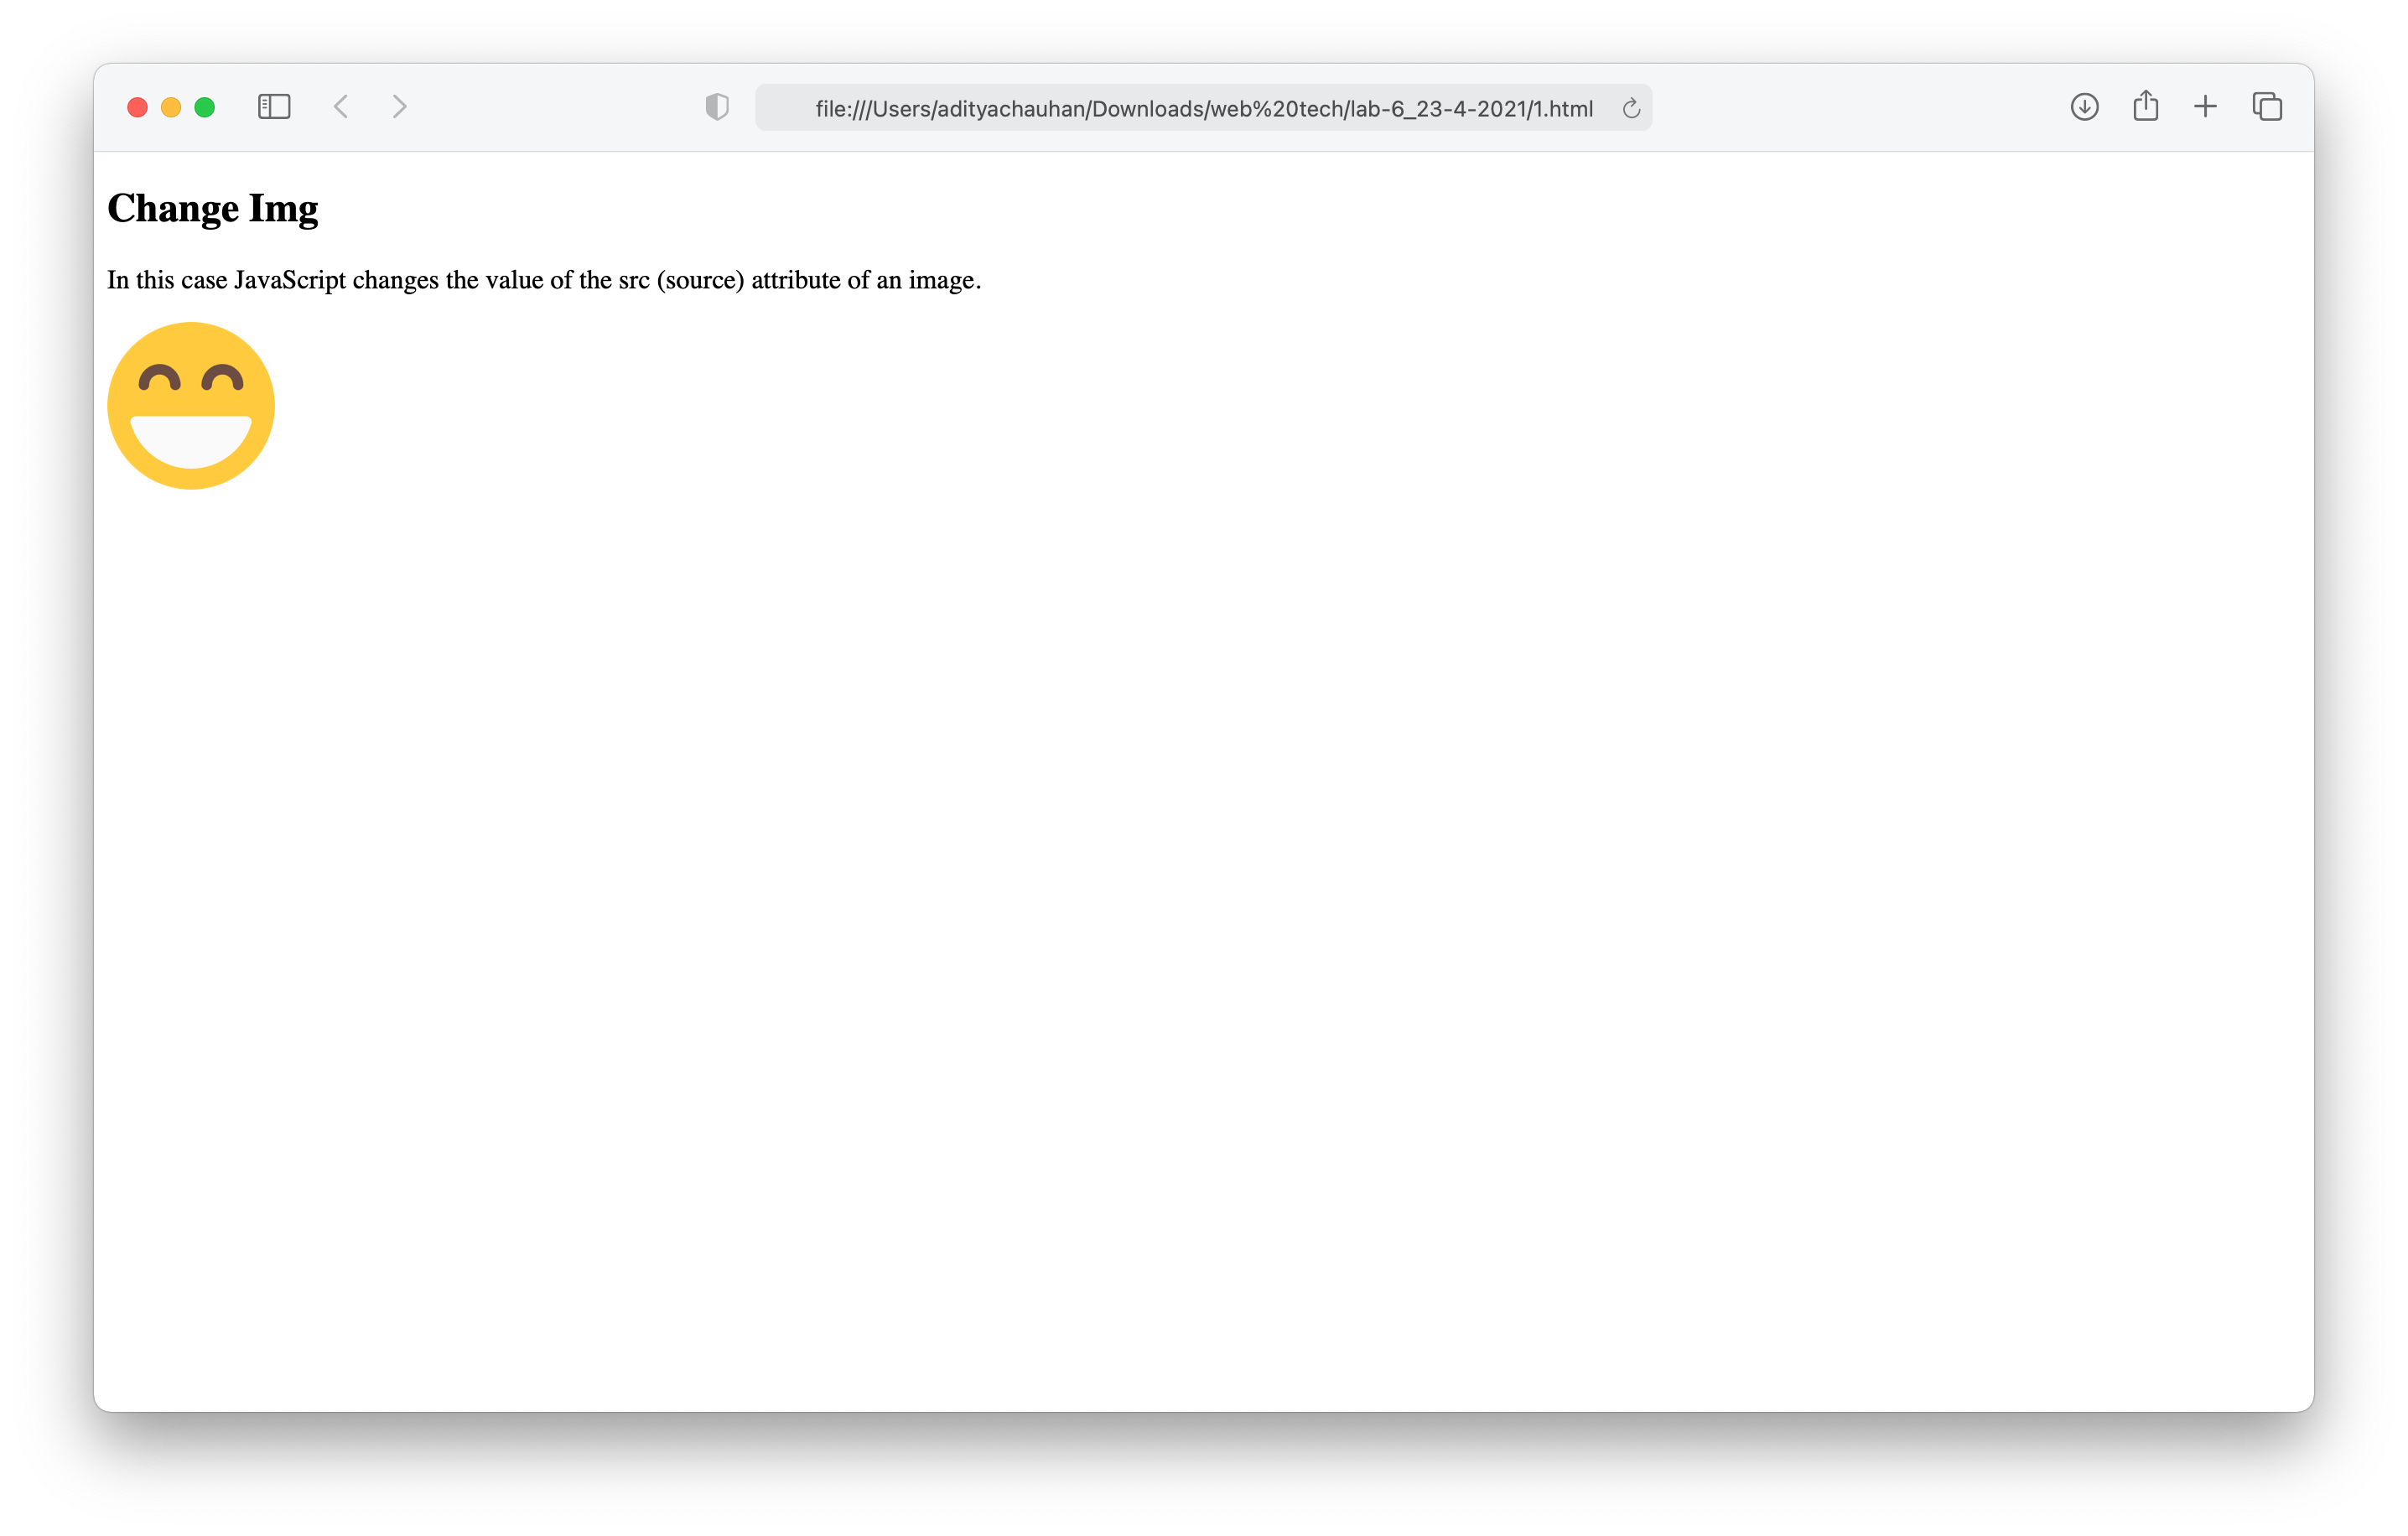 file:///Users/adityachauhan/Downloads/web%20tech/lab-6_23-4-2021/1.html
Change Img
In this case JavaScript changes the value of the src (source) attribute of an image.